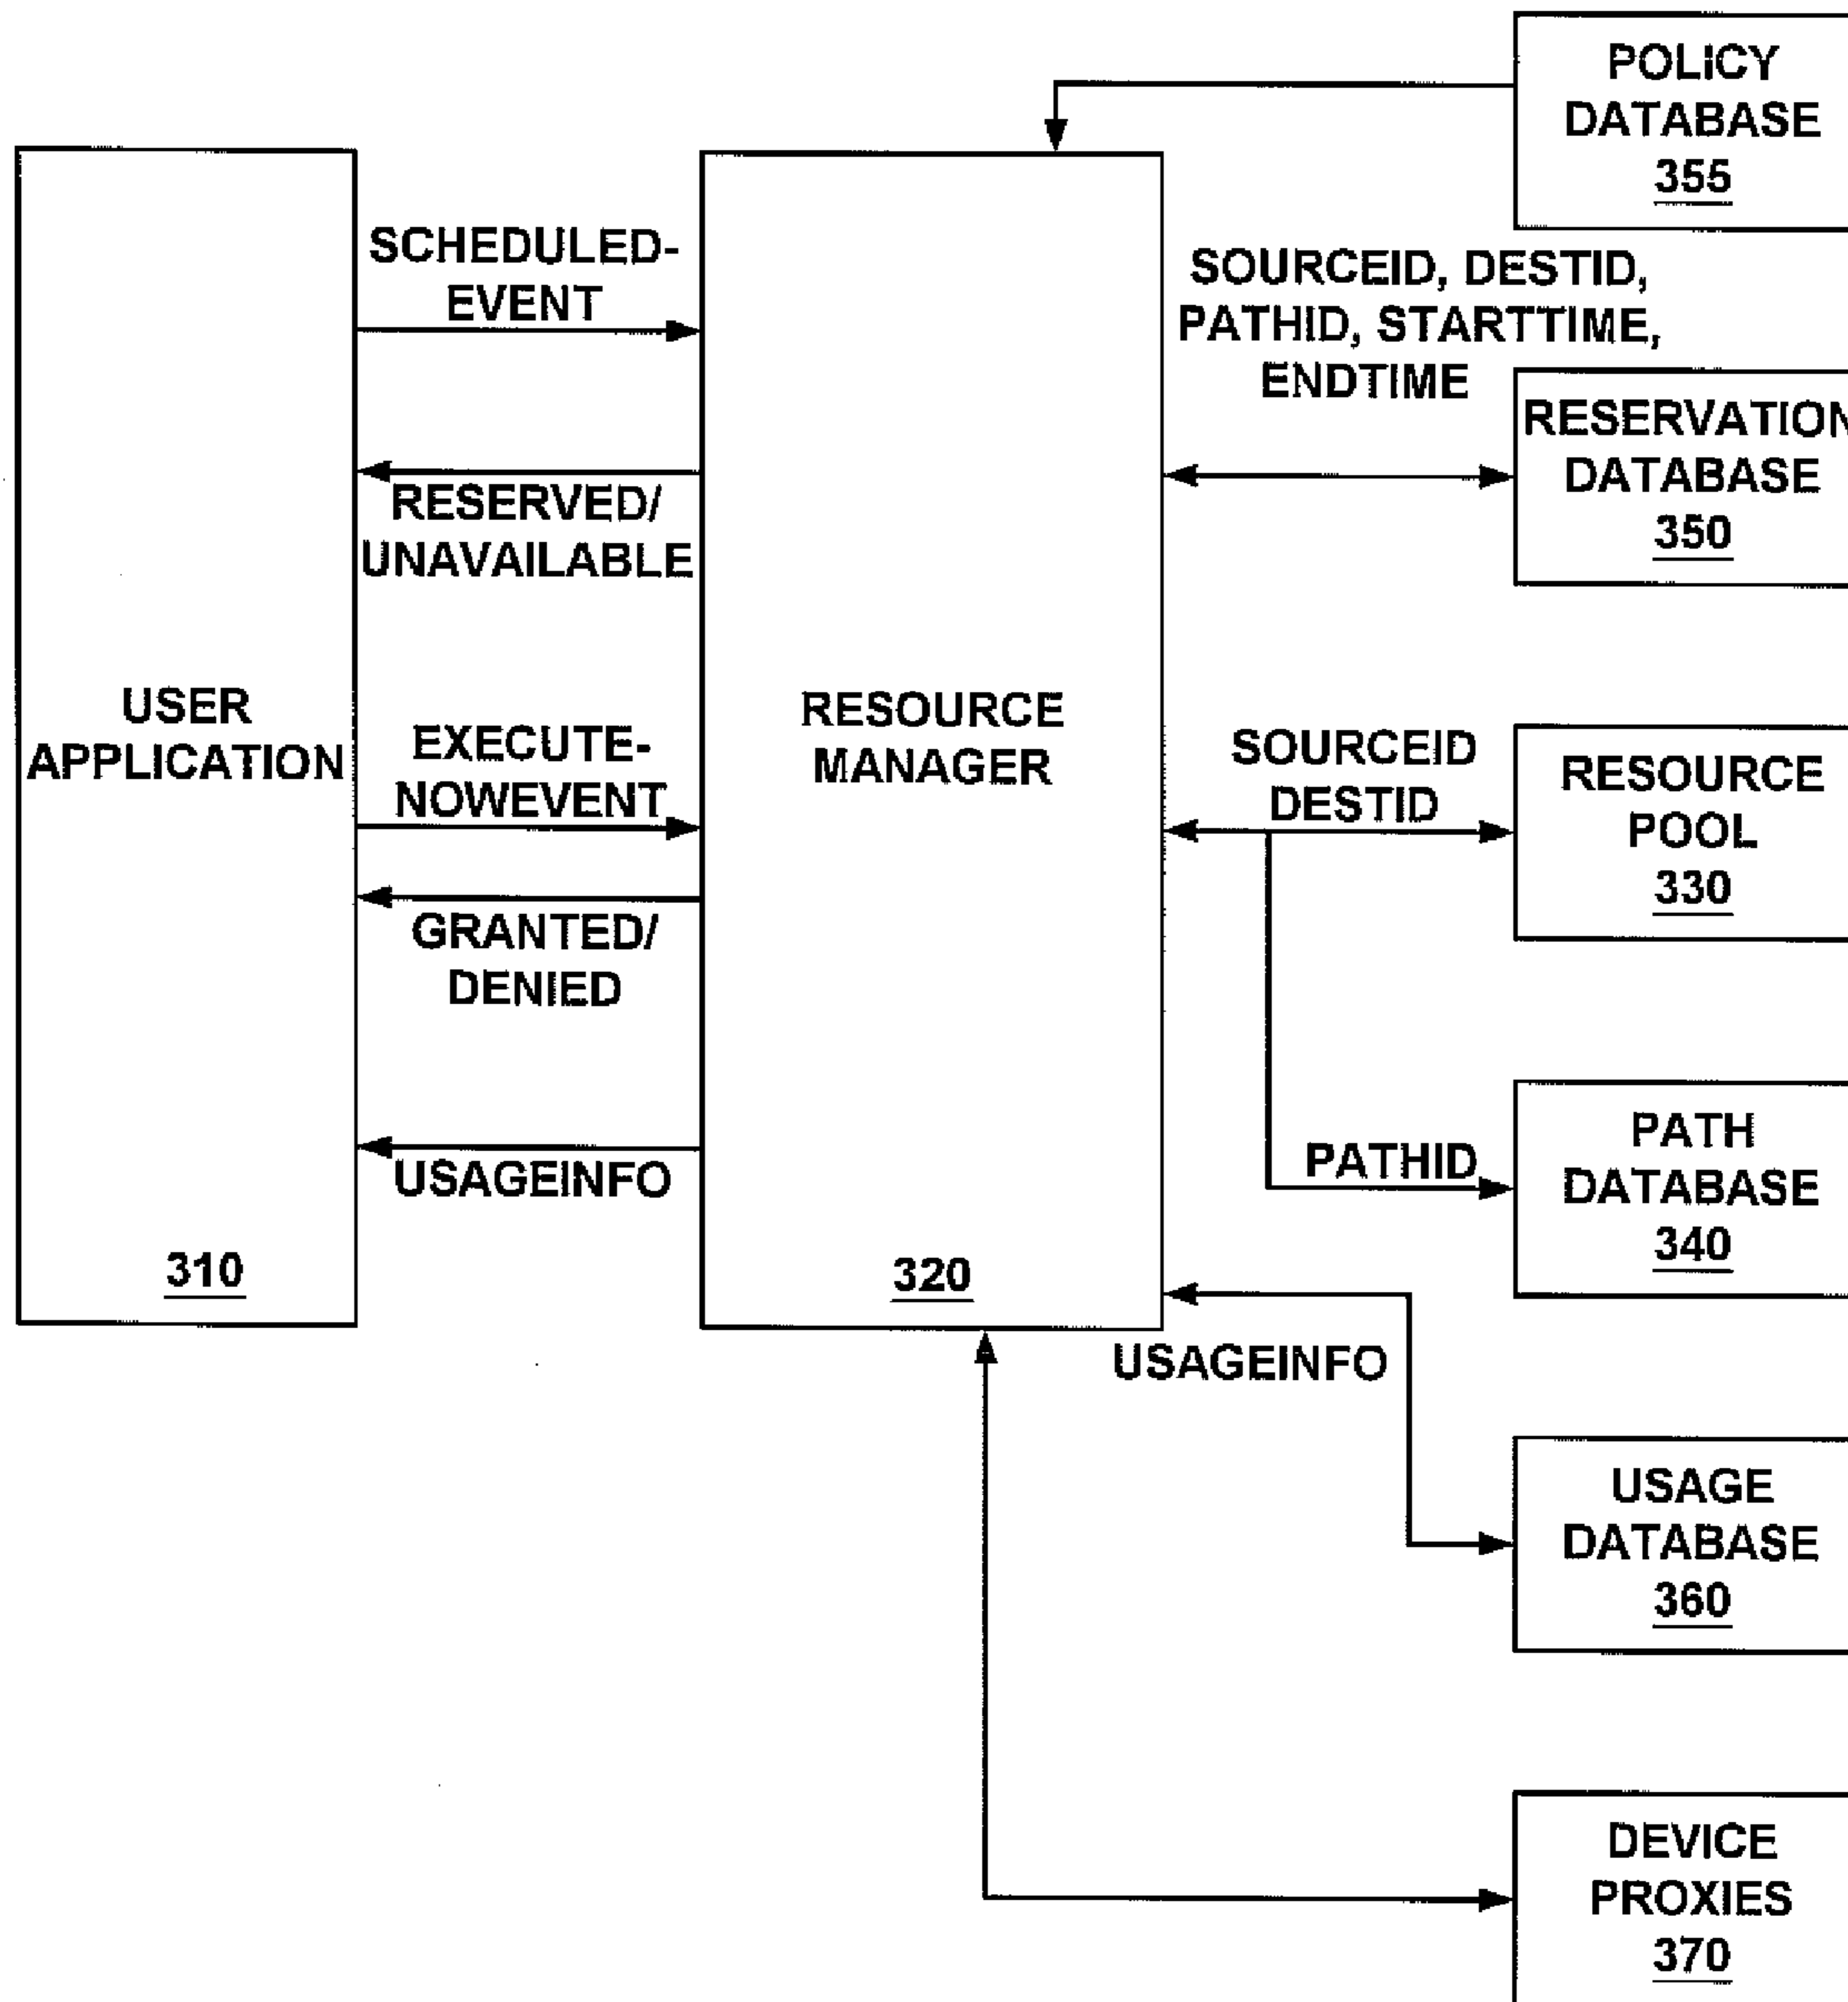 POLICY
DATABASE
355
SCHEDULED-
EVENT
SOURCEID, DESTID,
PATHID, STARTTIME,
ENDTIME
RESERVED/
UNAVAILABLE
RESERVATION
DATABASE
350
USER
APPLICATION
310
EXECUTE-
NOWEVENT
RESOURCE
MANAGER
320
SOURCEID
DESTID
RESOURCE
POOL
330
GRANTED/
DENIED
USAGEINFO
PATHID
PATH
DATABASE
340
USAGEINFO
USAGE
DATABASE
360
DEVICE
PROXIES
370